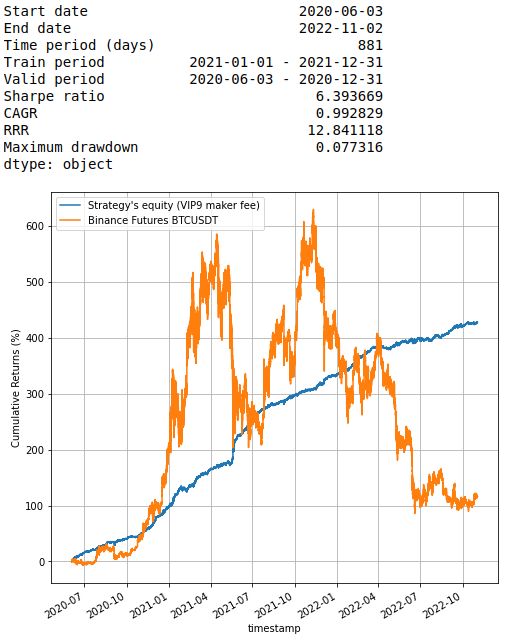 Start date 2020-06-03
End date 2022-11-02
Time period (days) 881
Train period 2021-01-01 - 2021-12-31
Valid period 2020-06-03 - 2020-12-31
Sharpe ratio 6.393669
CAGR 0.992829
RRR 12.841118
Maximum drawdown 0.077316
dtype: object
Strategy's equity (VIP9 maker fee)
Binance Futures BTCUSDT
Cumulative Returns (%)
600
500
400
300
200
100
0
2020-07
2020-10
2021-01
2021-04
2021-07
2021-10
2022-01
2022-04
2022-07
2022-10
timestamp